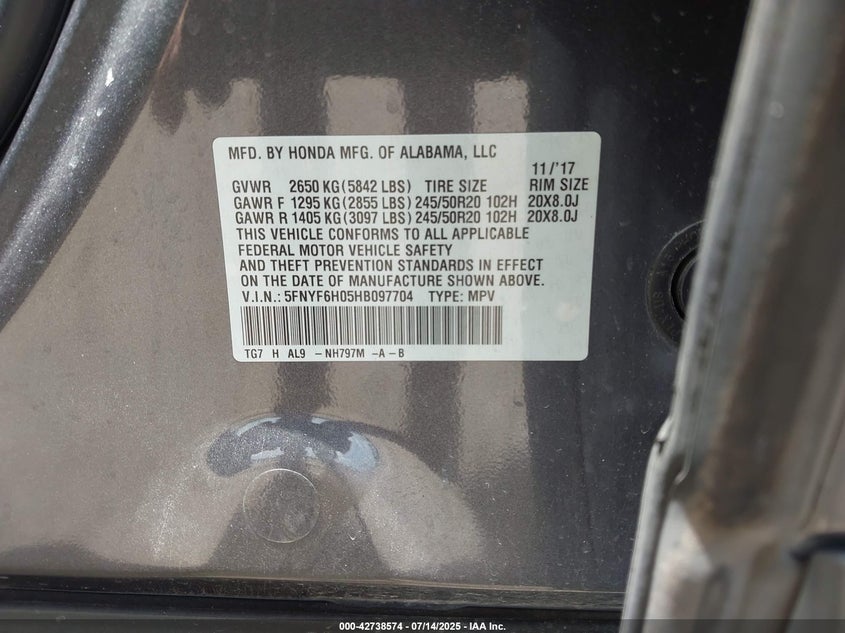 MFD. BY HONDA MFG. OF ALABAMA, LLC
11/'17
GVWR 2650 KG(5842 LBS) TIRE SIZE RIM SIZE
GAWR F 1295 KG (2855 LBS) 245/50R20 102H 20X8.0J
GAWR R 1405 KG (3097 LBS) 245/50R20 102H 20X8.0J
THIS VEHICLE CONFORMS TO ALL APPLICABLE
FEDERAL MOTOR VEHICLE SAFETY
AND THEFT PREVENTION STANDARDS IN EFFECT
ON THE DATE OF MANUFACTURE SHOWN ABOVE.
V.I.N.: 5FNYF6H05HB097704 TYPE: MPV
TG7 H AL9 - NH797M -A - B
000-42738574 07/14/2025 IAA Inc.